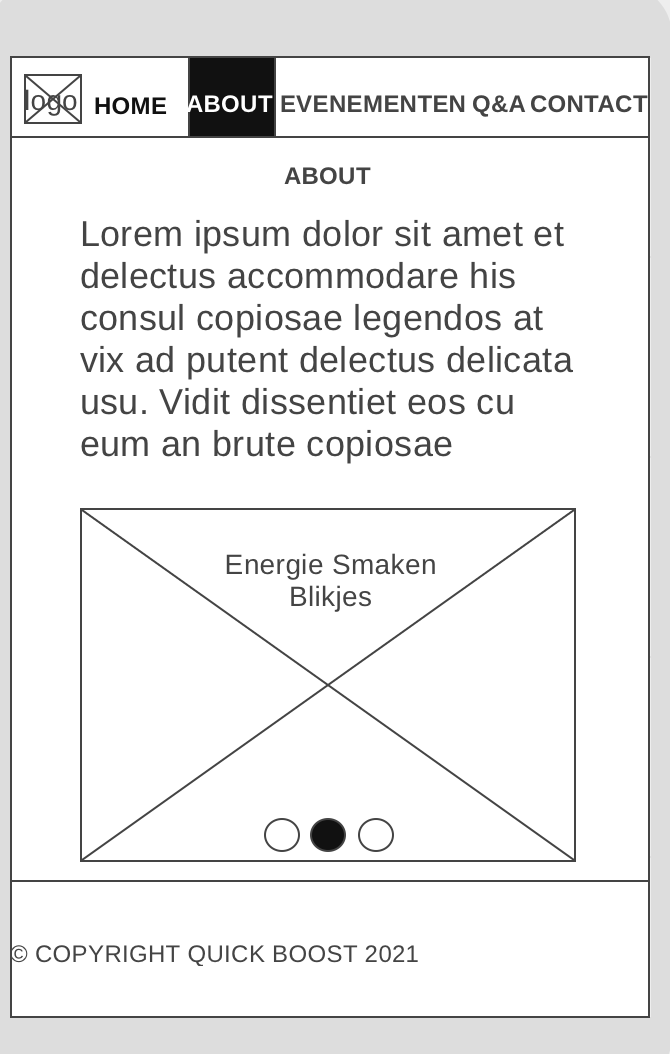 logo HOME ABOUT EVENEMENTEN Q&A CONTACT
ABOUT
Lorem ipsum dolor sit amet et
delectus accommodare his
consul copiosae legendos at
vix ad putent delectus delicata
usu. Vidit dissentiet eos cu
eum an brute copiosae
Energie Smaken
Blikjes
© COPYRIGHT QUICK BOOST 2021